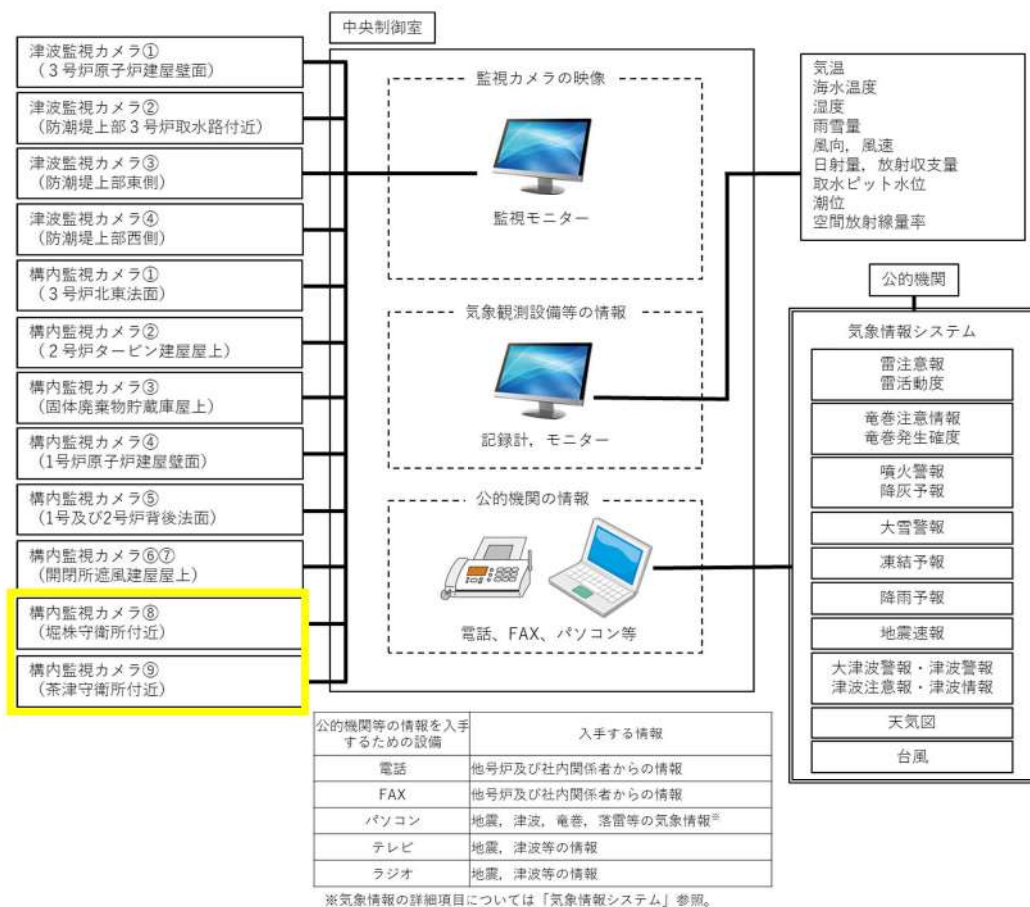 中央制御室
津波監視カメラ①
(3号炉原子炉建屋壁面)
津波監視カメラ②
(防潮堤上部3号炉取水路付近)
津波監視カメラ③
(防潮堤上部東側)
津波監視カメラ④
(防潮堤上部西側)
構内監視カメラ①
(3号炉北東法面)
構内監視カメラ②
(2号炉タービン建屋屋上)
構内監視カメラ③
(固体廃棄物貯蔵庫屋上)
構内監視カメラ④
(1号炉原子炉建屋壁面)
構内監視カメラ⑤
(1号及び2号炉背後法面)
構内監視カメラ⑥⑦
(開閉所遮風建屋屋上)
構内監視カメラ⑧
(堀株守衛所付近)
構内監視カメラ⑨
(茶津守衛所付近)
監視カメラの映像
監視モニター
気象観測設備等の情報
記録計,モニター
公的機関の情報
電話、FAX、パソコン等
気温
海水温度
湿度
雨雪量
風向,風速
日射量,放射収支量
取水ピット水位
潮位
空間放射線量率
公的機関
気象情報システム
雷注意報
雷活動度
竜巻注意情報
竜巻発生確度
噴火警報
降灰予報
大雪警報
凍結予報
降雨予報
地震速報
大津波警報・津波警報
津波注意報・津波情報
天気図
台風
公的機関等の情報を入手
するための設備
入手する情報
電話
他号炉及び社内関係者からの情報
FAX
他号炉及び社内関係者からの情報
パソコン
地震,津波,竜巻,落雷等の気象情報※
テレビ
地震,津波等の情報
ラジオ
地震,津波等の情報
※気象情報の詳細項目については「気象情報システム」参照。